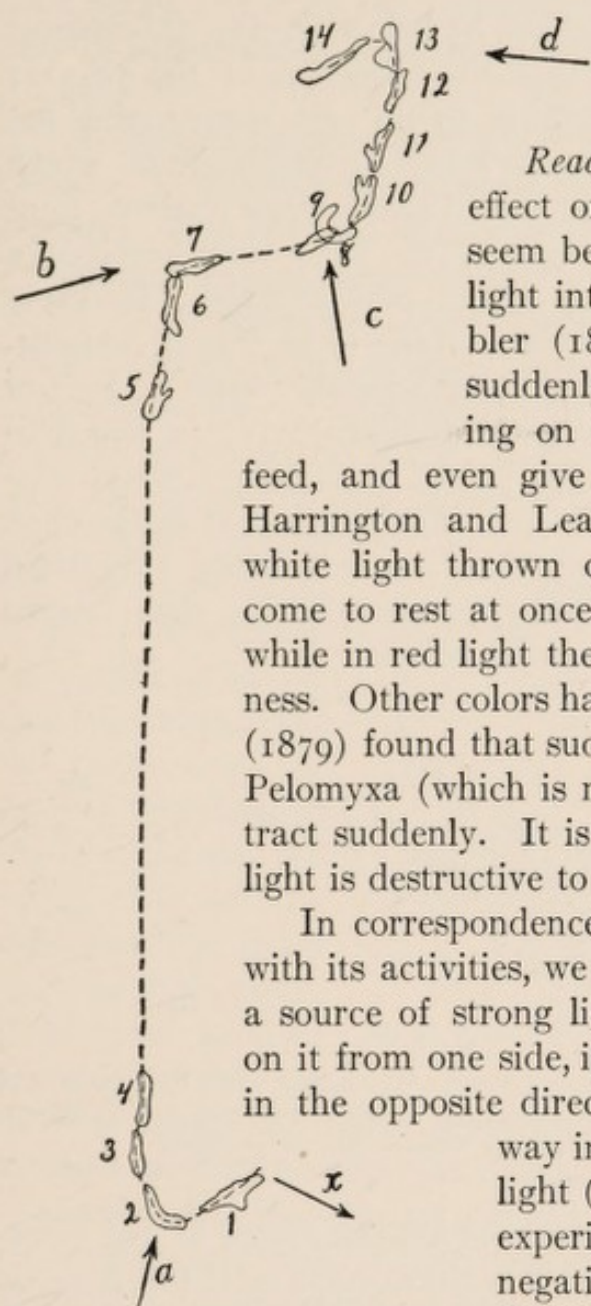 14
13
d
12
11
10
9
8
7
b
6
c
5
effect
seem
light
bler
suddenl
ing on
feed, and even give
Harrington and Lea
white light thrown
come to rest at once
while in red light the
ness. Other colors ha
(1879) found that suc
Pelomyxa (which is
tract suddenly. It is
light is destructive to
In correspondence
with its activities, we
a source of strong li
on it from one side, i
in the opposite direc
4
3
way in
2
1
x
light (
experi
a
negati